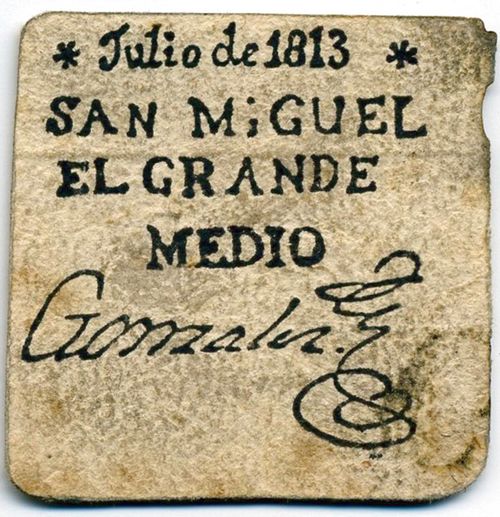 * Julio de 1813 *
SAN MiGUEL
EL GRANDE
MEDIO
Gonzalez.